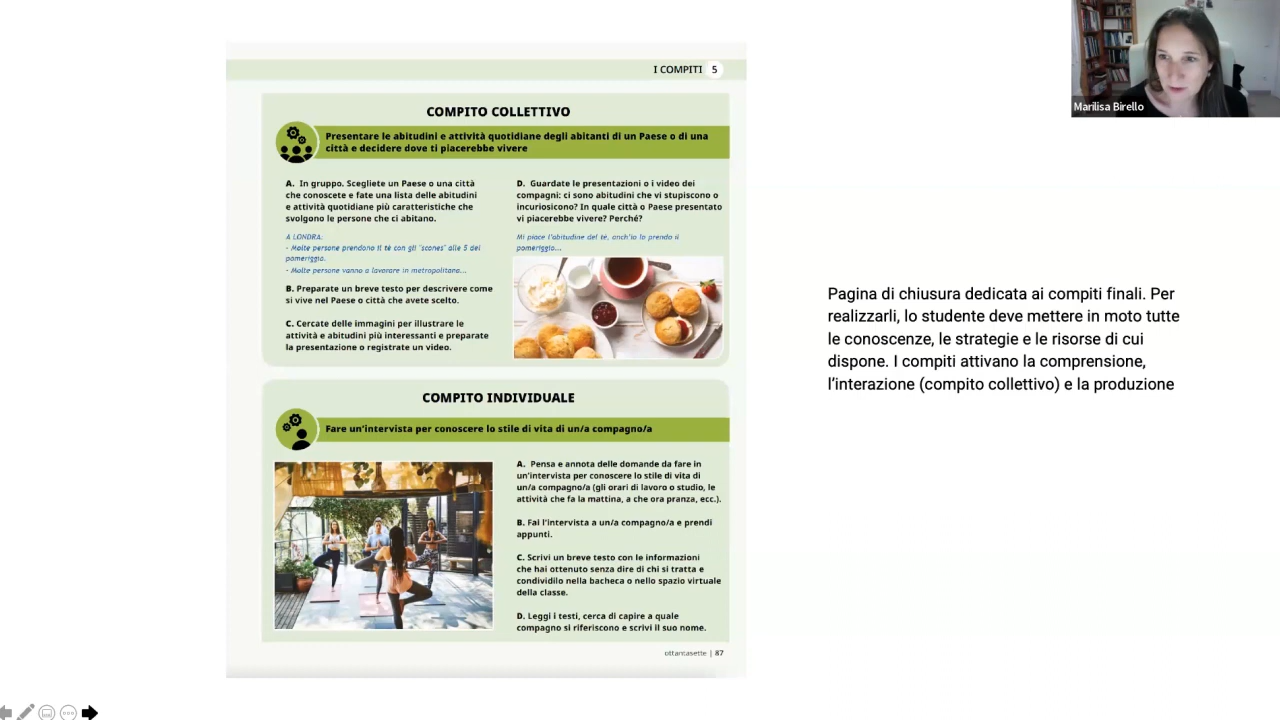 I COMPITI 5
COMPITO COLLETTIVO
Presentare le abitudini e attività quotidiane degli abitanti di un Paese o di una
città e decidere dove ti piacerebbe vivere
A. In gruppo. Scegliete un Paese o una città
che conoscete e fate una lista delle abitudini
e attività quotidiane più caratteristiche che
svolgono le persone che ci abitano.
A LONDRA:
- Molte persone prendono il tè con gli "scones" alle 5 del
pomeriggio.
- Molte persone vanno a lavorare in metropolitana...
B. Preparate un breve testo per descrivere come
si vive nel Paese o città che avete scelto.
C. Cercate delle immagini per illustrare le
attività e abitudini più interessanti e preparate
la presentazione o registrate un video.
D. Guardate le presentazioni o i video dei
compagni: ci sono abitudini che vi stupiscono o
incuriosicono? In quale città o Paese presentato
vi piacerebbe vivere? Perché?
Mi piace l'abitudine del tè, anch'io lo prendo il
pomeriggio...
COMPITO INDIVIDUALE
Fare un'intervista per conoscere lo stile di vita di un/a compagno/a
A. Pensa e annota delle domande da fare in
un'intervista per conoscere lo stile di vita di
un/a compagno/a (gli orari di lavoro o studio, le
attività che fa la mattina, a che ora pranza, ecc.).
B. Fai l'intervista a un/a compagno/a e prendi
appunti.
C. Scrivi un breve testo con le informazioni
che hai ottenuto senza dire di chi si tratta e
condividilo nella bacheca o nello spazio virtuale
della classe.
D. Leggi i testi, cerca di capire a quale
compagno si riferiscono e scrivi il suo nome.
ottantasette | 87
Marilisa Birello
Pagina di chiusura dedicata ai compiti finali. Per
realizzarli, lo studente deve mettere in moto tutte
le conoscenze, le strategie e le risorse di cui
dispone. I compiti attivano la comprensione,
l'interazione (compito collettivo) e la produzione